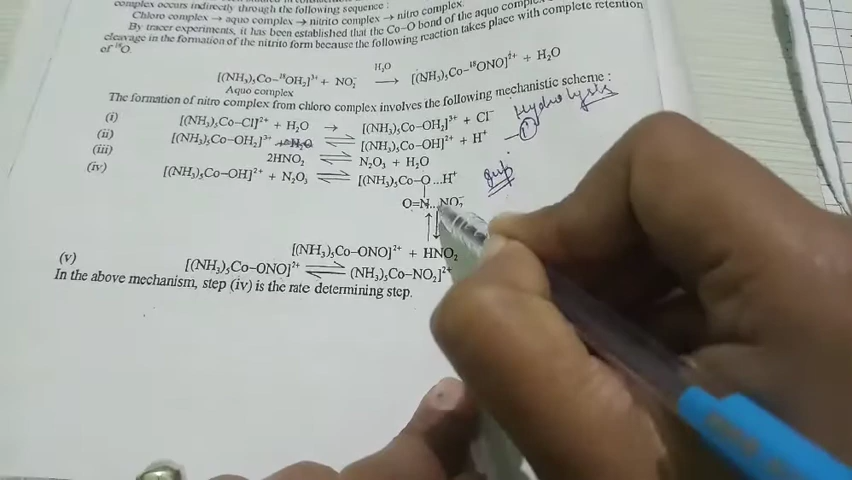 complex occurs indirectly through the following sequence :
Chloro complex → aquo complex → nitrito complex → nitro complex.
By tracer experiments, it has been established that the Co–O bond of the aquo complex
cleavage in the formation of the nitrito form because the following reaction takes place with complete retention
of ¹⁸O.
[(NH₃)₅Co–¹⁸OH₂]³⁺ + NO₂⁻ H₂O → [(NH₃)₅Co–¹⁸ONO]²⁺ + H₂O
Aquo complex
The formation of nitro complex from chloro complex involves the following mechanistic scheme :
(i) [(NH₃)₅Co–Cl]²⁺ + H₂O → [(NH₃)₅Co–OH₂]³⁺ + Cl⁻ Hydrolysis
(ii) [(NH₃)₅Co–OH₂]³⁺ + H₂O ⇌ [(NH₃)₅Co–OH]²⁺ + H⁺
(iii) 2HNO₂ ⇌ N₂O₃ + H₂O
(iv) [(NH₃)₅Co–OH]²⁺ + N₂O₃ ⇌ [(NH₃)₅Co–O ...H⁺
O=N...NO₂⁻
[(NH₃)₅Co–ONO]²⁺ + HNO₂
(v) [(NH₃)₅Co–ONO]²⁺ ⇌ (NH₃)₅Co–NO₂]²⁺
In the above mechanism, step (iv) is the rate determining step.